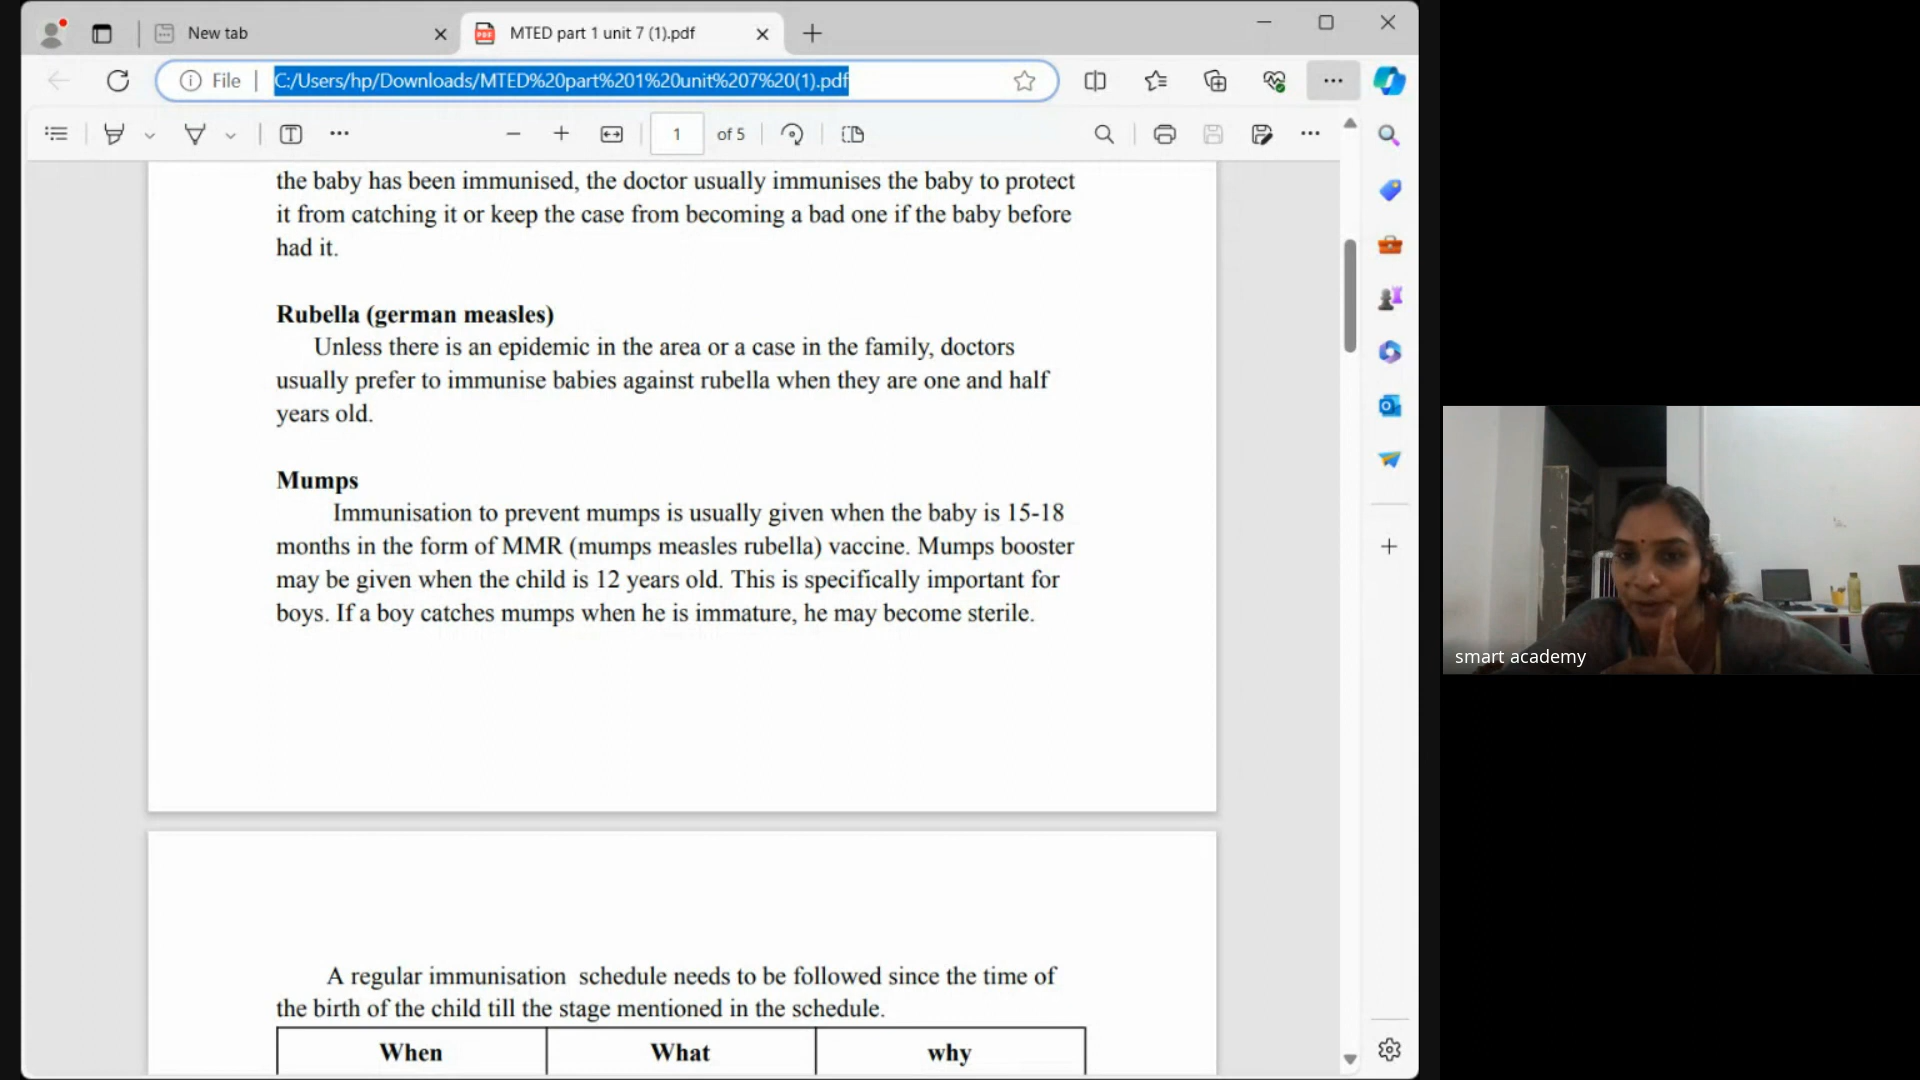 New tab
MTED part 1 unit 7 (1).pdf
File
C:/Users/hp/Downloads/MTED%20part%201%20unit%207%20(1).pdf
1 of 5
the baby has been immunised, the doctor usually immunises the baby to protect
it from catching it or keep the case from becoming a bad one if the baby before
had it.
Rubella (german measles)
Unless there is an epidemic in the area or a case in the family, doctors
usually prefer to immunise babies against rubella when they are one and half
years old.
Mumps
Immunisation to prevent mumps is usually given when the baby is 15-18
months in the form of MMR (mumps measles rubella) vaccine. Mumps booster
may be given when the child is 12 years old. This is specifically important for
boys. If a boy catches mumps when he is immature, he may become sterile.
A regular immunisation schedule needs to be followed since the time of
the birth of the child till the stage mentioned in the schedule.
When What why
smart academy